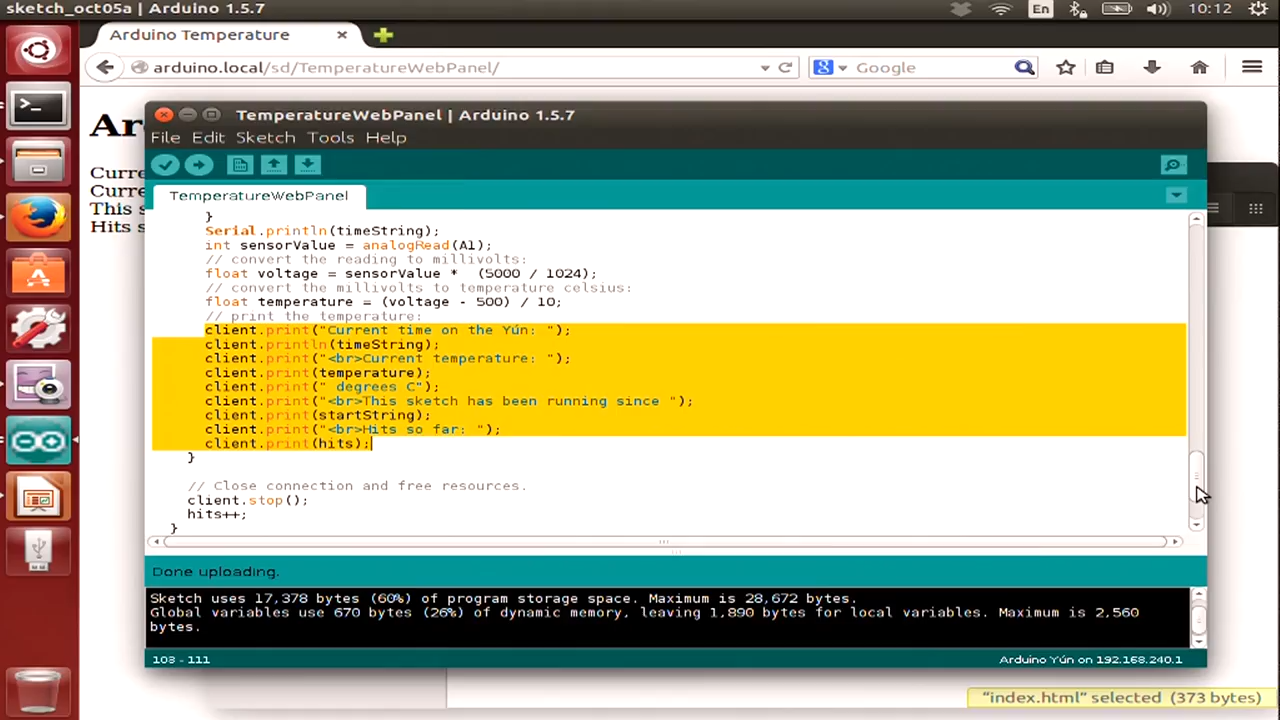 sketch_oct05a | Arduino 1.5.7
En
10:12
Arduino Temperature
arduino.local/sd/TemperatureWebPanel/
Google
Ar
Curre
Curre
This s
Hits s
TemperatureWebPanel | Arduino 1.5.7
File Edit Sketch Tools Help
TemperatureWebPanel
}
Serial.println(timeString);
int sensorValue = analogRead(A1);
// convert the reading to millivolts:
float voltage = sensorValue *  (5000 / 1024);
// convert the millivolts to temperature celsius:
float temperature = (voltage - 500) / 10;
// print the temperature:
client.print("Current time on the Yún: ");
client.println(timeString);
client.print("<br>Current temperature: ");
client.print(temperature);
client.print(" degrees C");
client.print("<br>This sketch has been running since ");
client.print(startString);
client.print("<br>Hits so far: ");
client.print(hits);
}
// Close connection and free resources.
client.stop();
hits++;
}
Done uploading.
Sketch uses 17,378 bytes (60%) of program storage space. Maximum is 28,672 bytes.
Global variables use 670 bytes (26%) of dynamic memory, leaving 1,890 bytes for local variables. Maximum is 2,560
bytes.
103 - 111
Arduino Yún on 192.168.240.1
"index.html" selected (373 bytes)